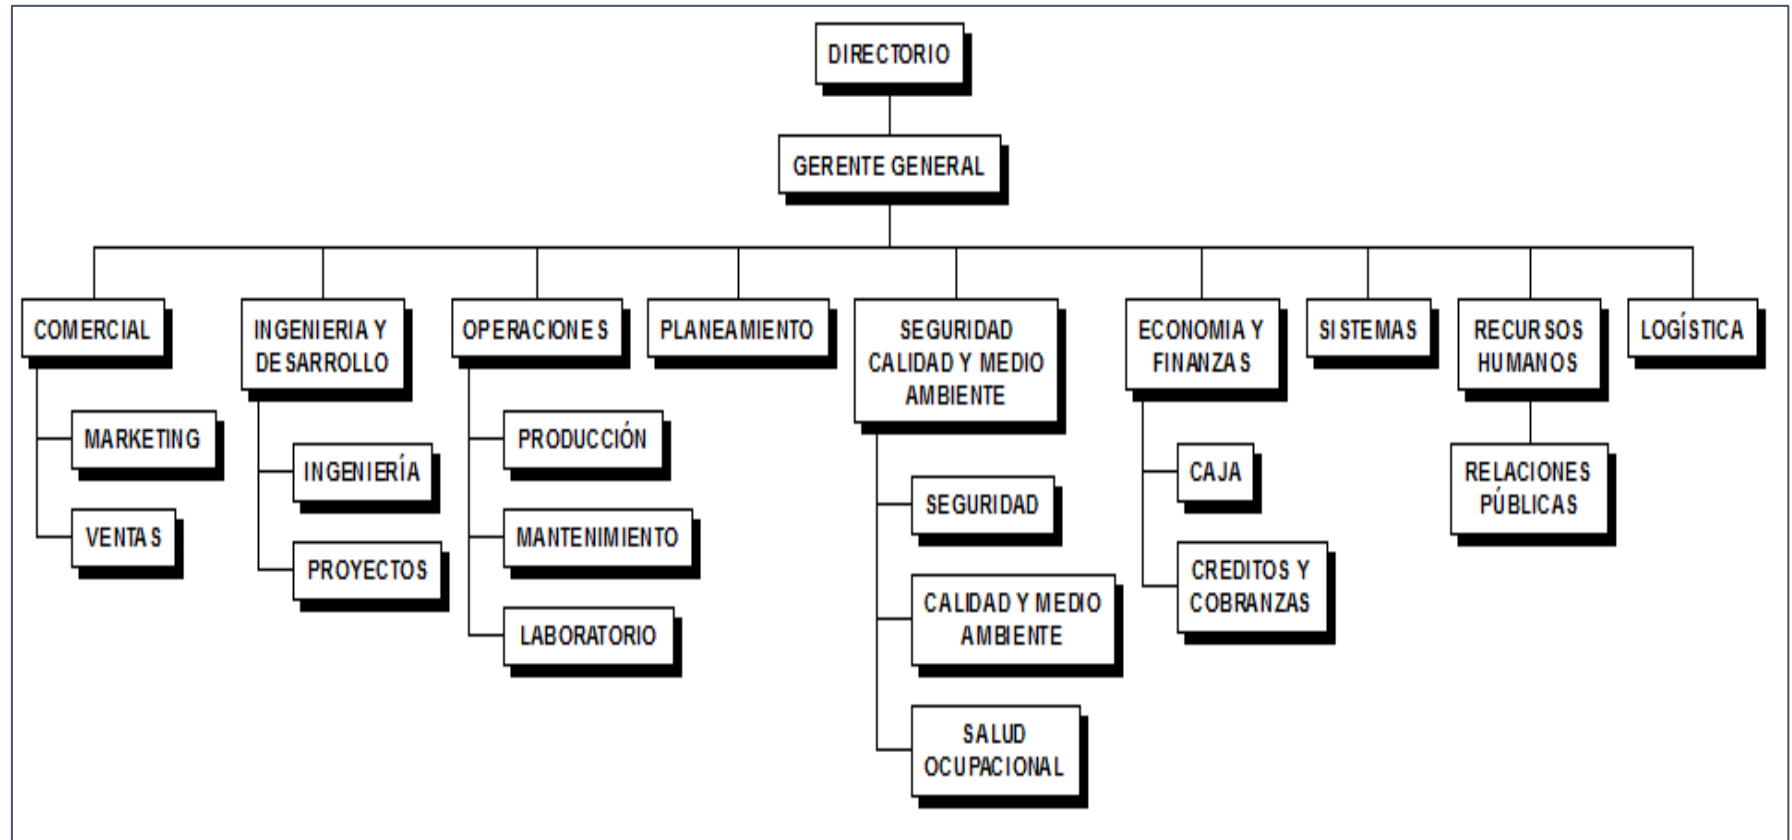 DIRECTORIO
GERENTE GENERAL
COMERCIAL
MARKETING
VENTAS
INGENIERIA Y
DESARROLLO
INGENIERÍA
PROYECTOS
OPERACIONES
PRODUCCIÓN
MANTENIMIENTO
LABORATORIO
PLANEAMIENTO
SEGURIDAD
CALIDAD Y MEDIO
AMBIENTE
SEGURIDAD
CALIDAD Y MEDIO
AMBIENTE
SALUD
OCUPACIONAL
ECONOMIA Y
FINANZAS
CAJA
CREDITOS Y
COBRANZAS
SISTEMAS
RECURSOS
HUMANOS
RELACIONES
PÚBLICAS
LOGÍSTICA